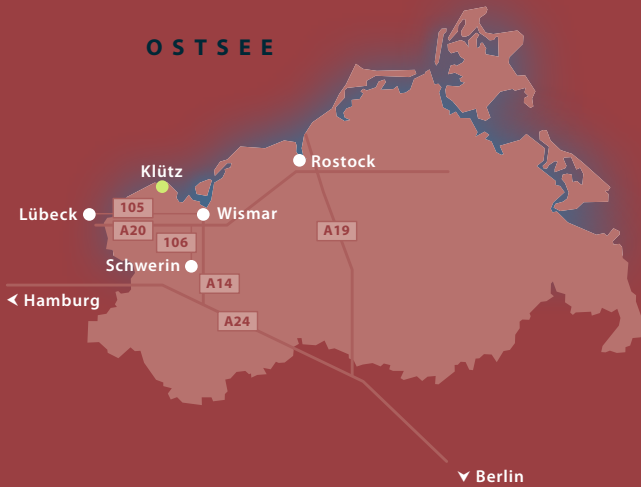 OSTSEE
Klütz
Rostock
Lübeck
105
Wismar
A20
106
A19
Schwerin
A14
Hamburg
A24
Berlin